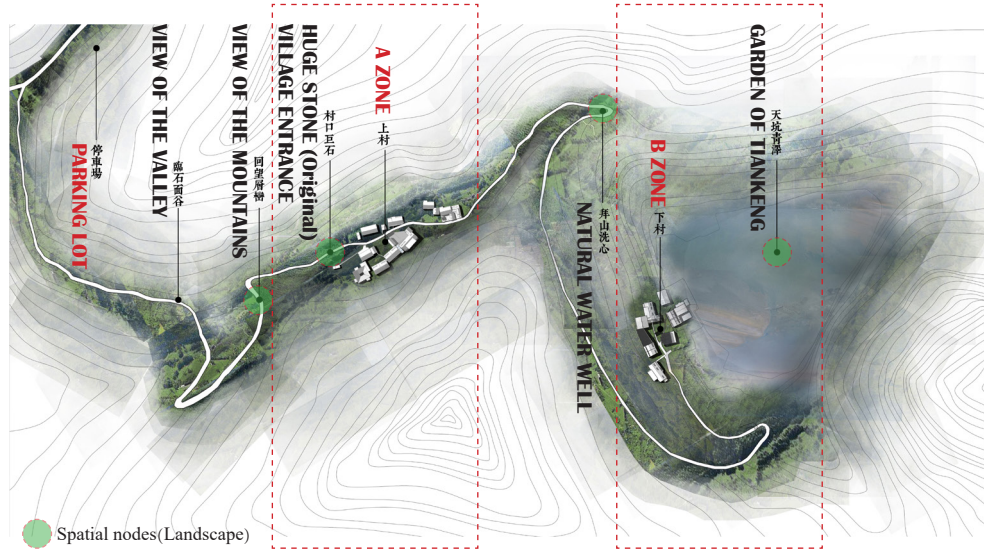 PARKING LOT
停車場
VIEW OF THE VALLEY
臨石面谷
VIEW OF THE MOUNTAINS
回望層巒
HUGE STONE (Original)
VILLAGE ENTRANCE
村口巨石
A ZONE
上村
NATURAL WATER WELL
拜山洗心
B ZONE
下村
GARDEN OF TIANKENG
天坑青澤
Spatial nodes(Landscape)